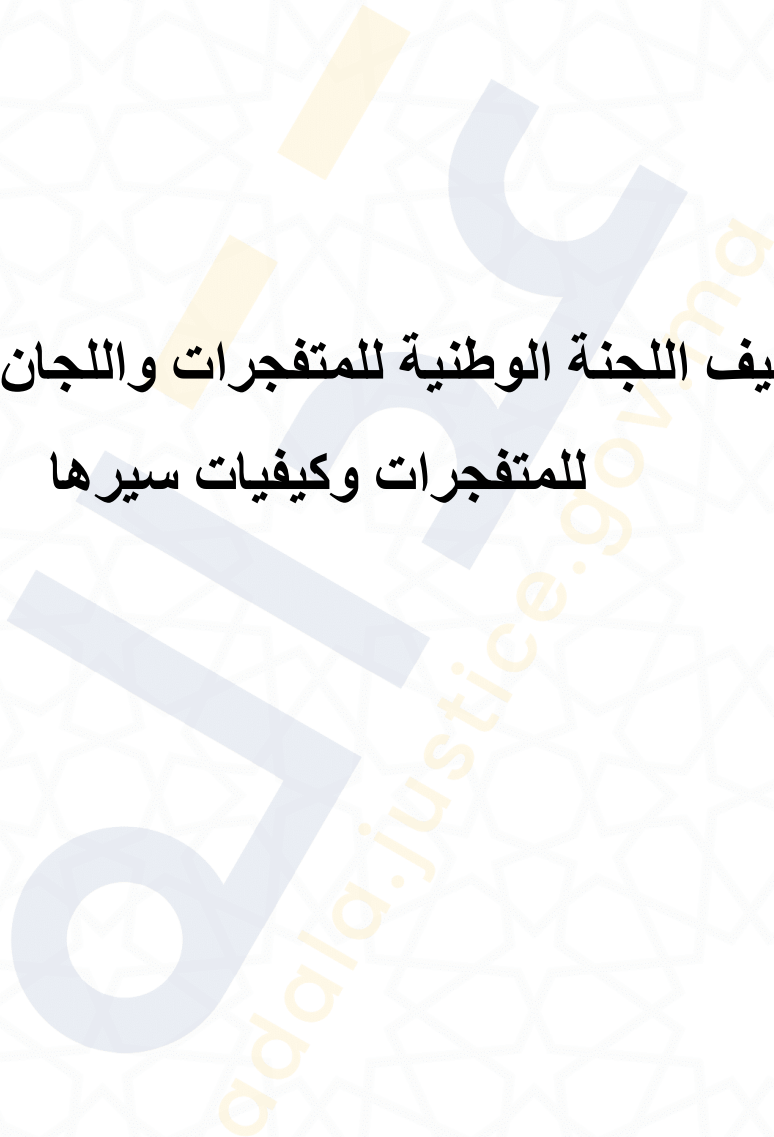 يف اللجنة الوطنية للمتفجرات واللجان
للمتفجرات وكيفيات سيرها
adala.justice.gov.ma